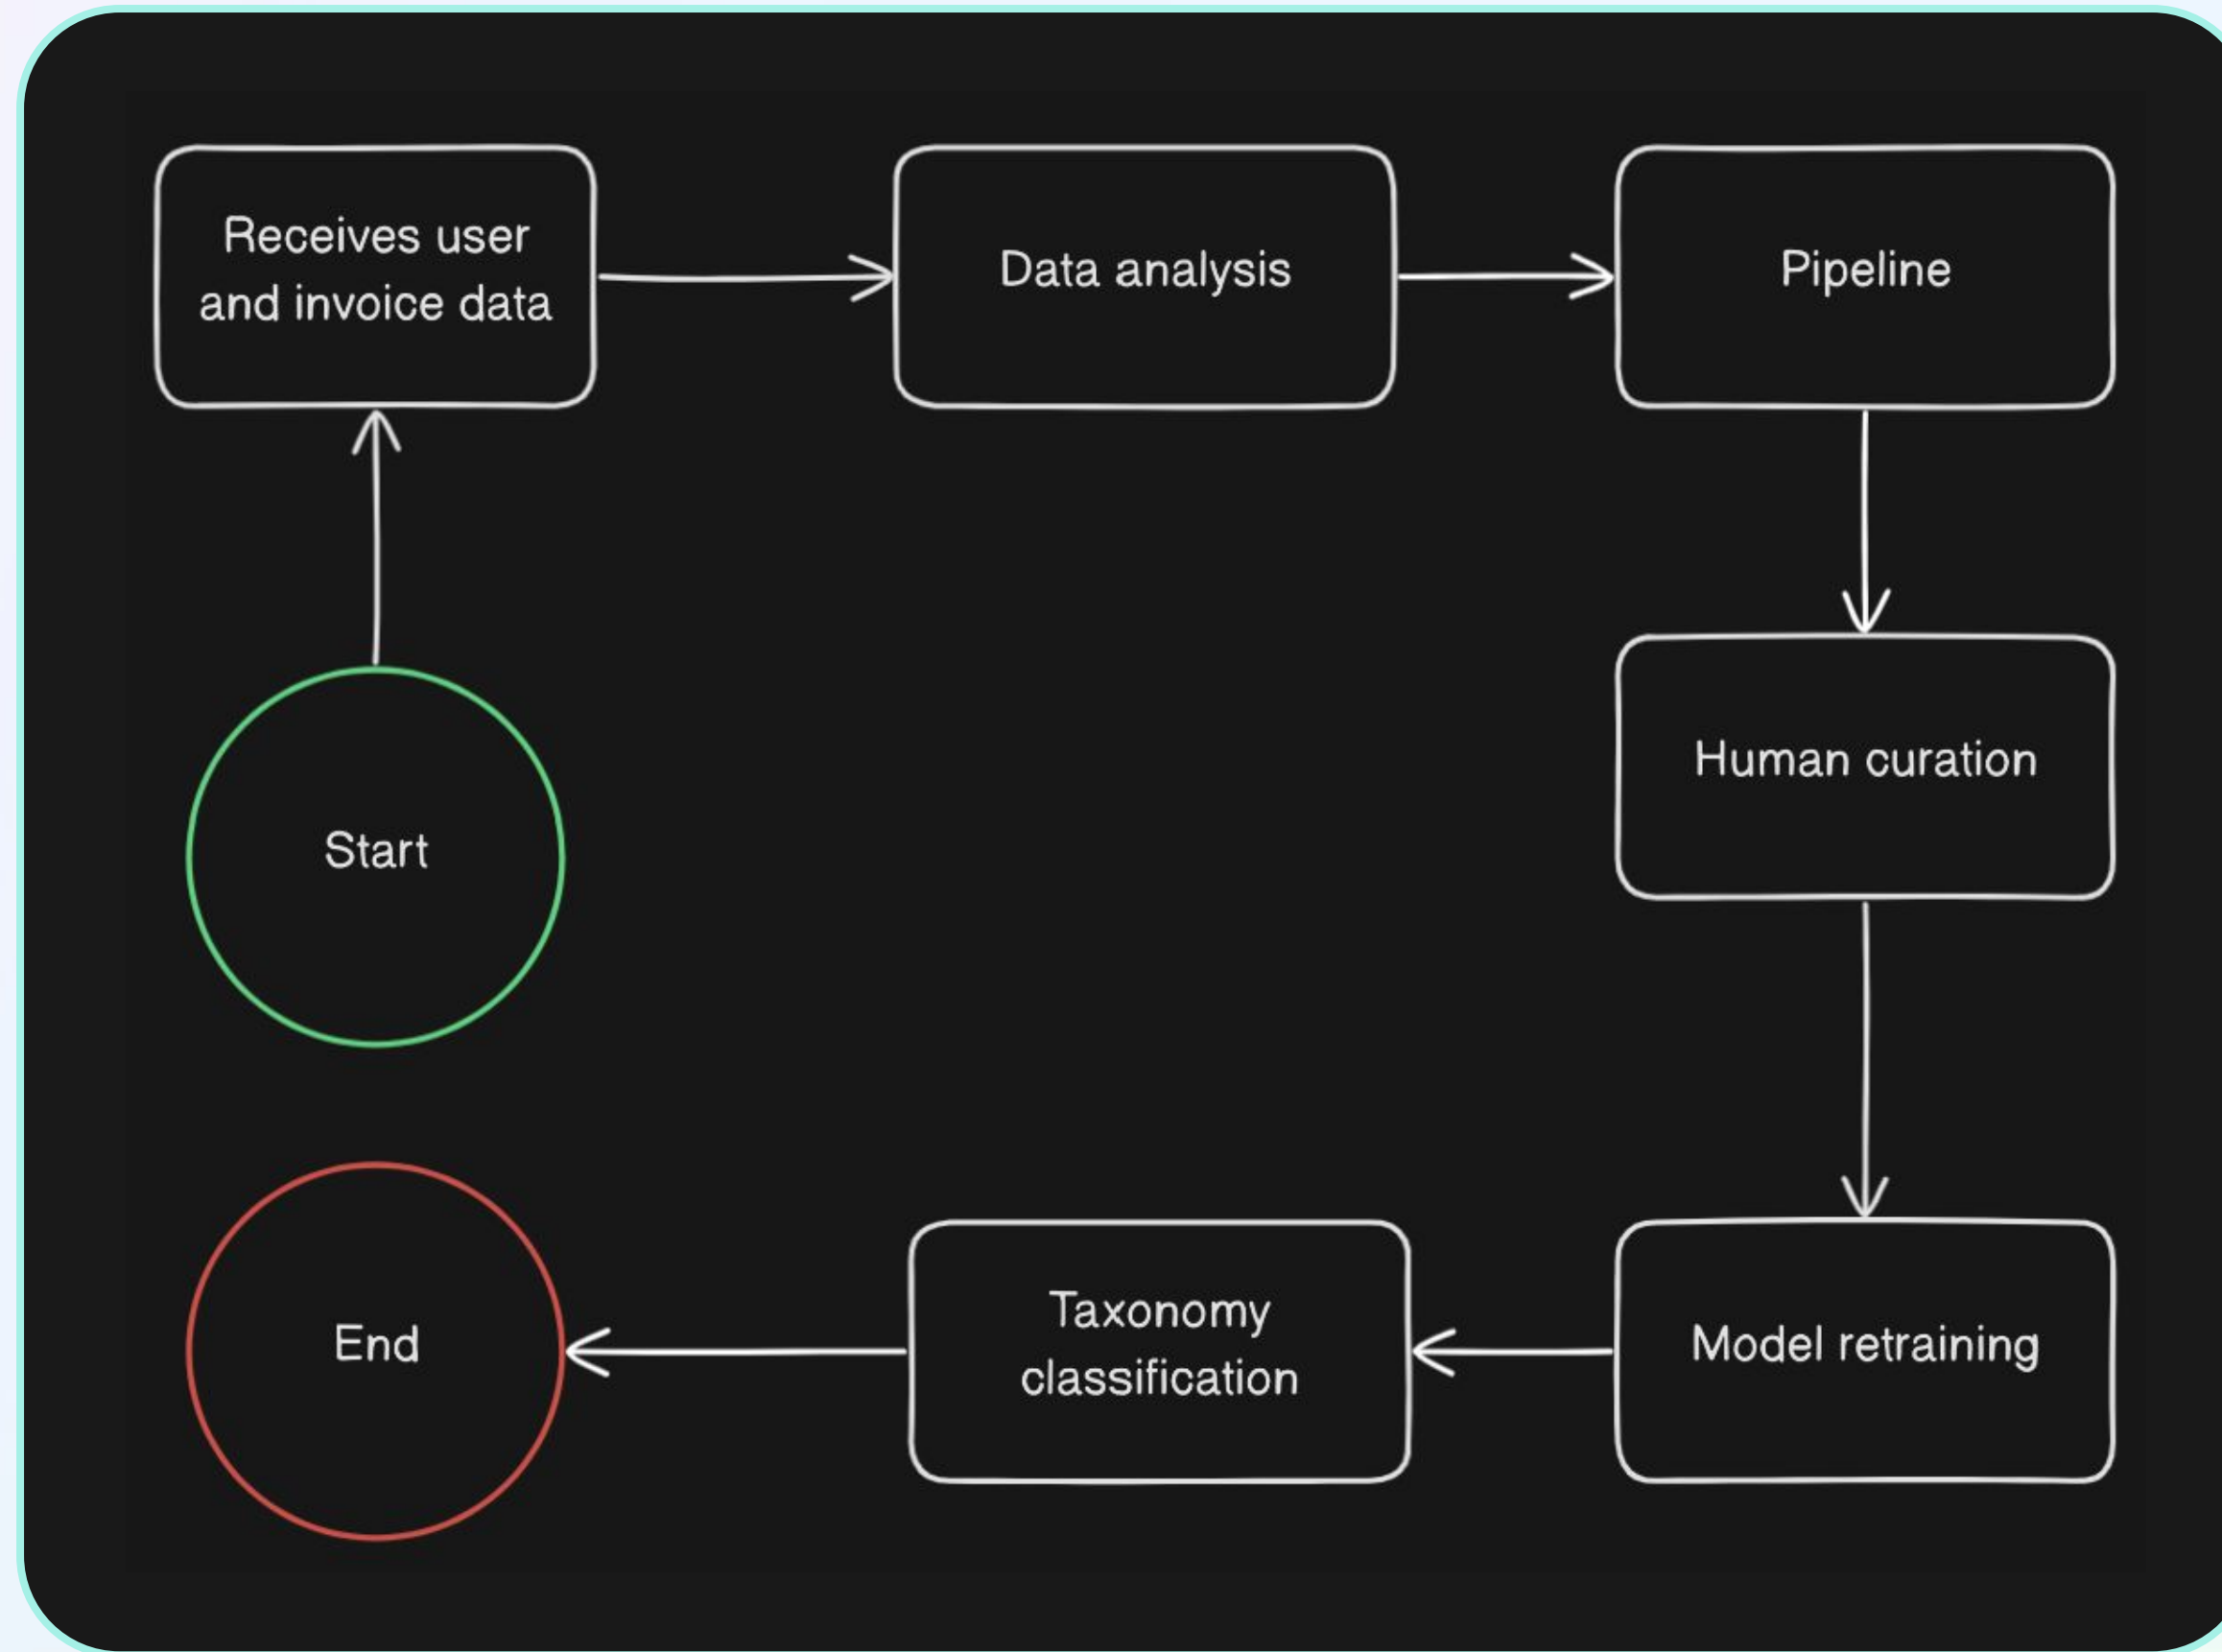 Receives user
and invoice data
Data analysis
Pipeline
Human curation
Start
Model retraining
Taxonomy
classification
End